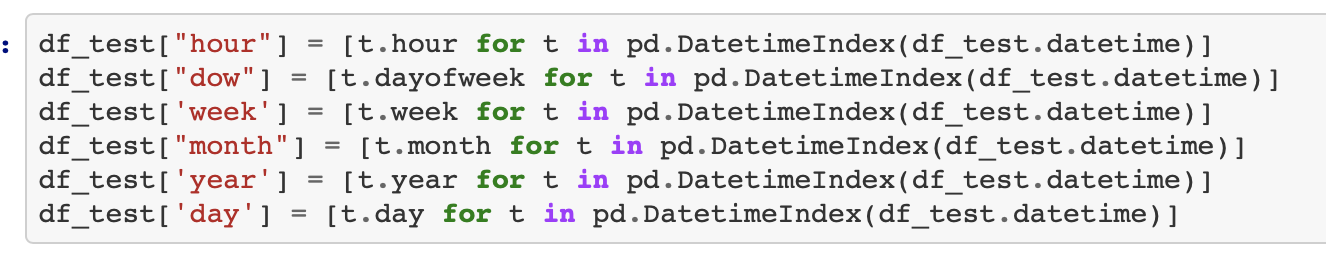 :
df_test["hour"] = [t.hour for t in pd.DatetimeIndex(df_test.datetime)]
df_test["dow"] = [t.dayofweek for t in pd.DatetimeIndex(df_test.datetime)]
df_test['week'] = [t.week for t in pd.DatetimeIndex(df_test.datetime)]
df_test["month"] = [t.month for t in pd.DatetimeIndex(df_test.datetime)]
df_test['year'] = [t.year for t in pd.DatetimeIndex(df_test.datetime)]
df_test['day'] = [t.day for t in pd.DatetimeIndex(df_test.datetime)]